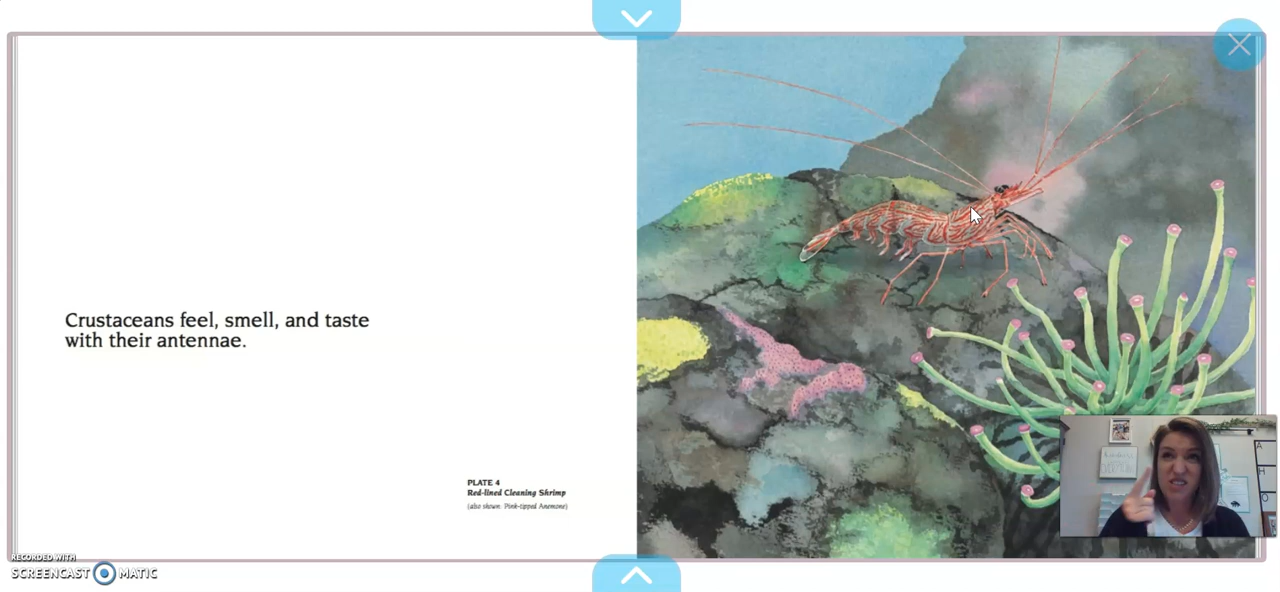 Crustaceans feel, smell, and taste
with their antennae.
PLATE 4
Red-lined Cleaning Shrimp
(also shown: Pink-tipped Anemone)
RECORDED WITH
SCREENCAST MATIC